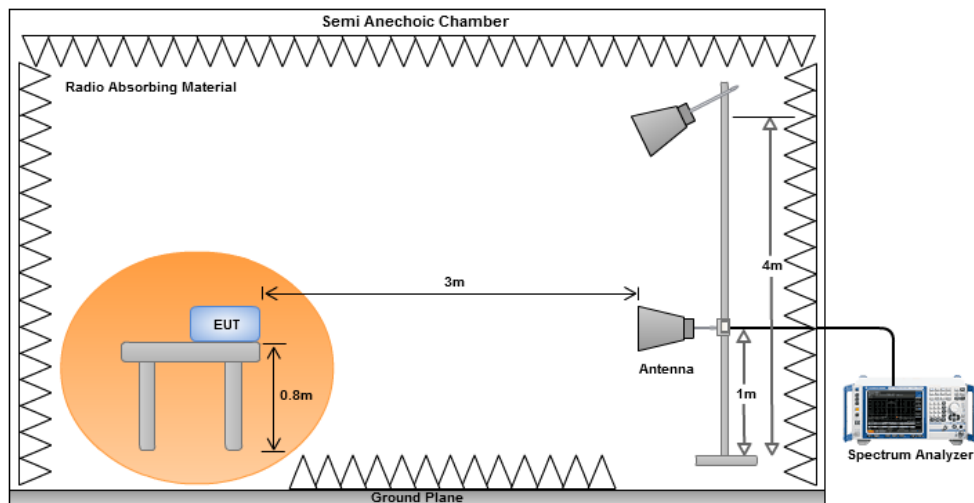 Semi Anechoic Chamber
Radio Absorbing Material
4m
3m
EUT
Antenna
0.8m
1m
Spectrum Analyzer
Ground Plane